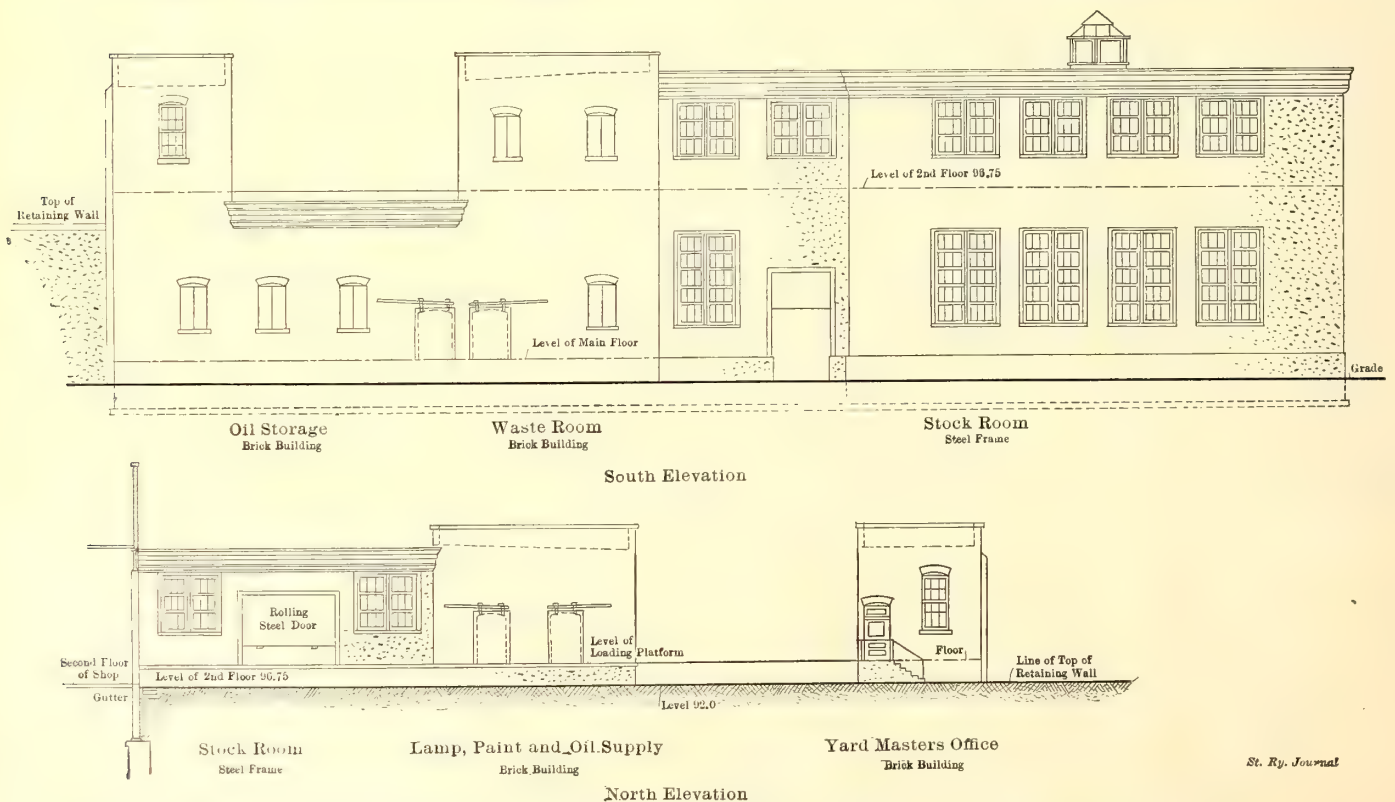 Top of
Retaining Wall
Level of 2nd Floor 96.75
Level of Main Floor
Grade
Oil Storage
Brick Building
Waste Room
Brick Building
Stock Room
Steel Frame
South Elevation
Rolling
Steel Door
Level of
Loading Platform
Second Floor
of Shop
Level of 2nd Floor 96.75
Gutter
Level 92.0
Floor
Line of Top of
Retaining Wall
Stock Room
Steel Frame
Lamp, Paint and Oil Supply
Brick Building
Yard Masters Office
Brick Building
St. Ry. Journal
North Elevation